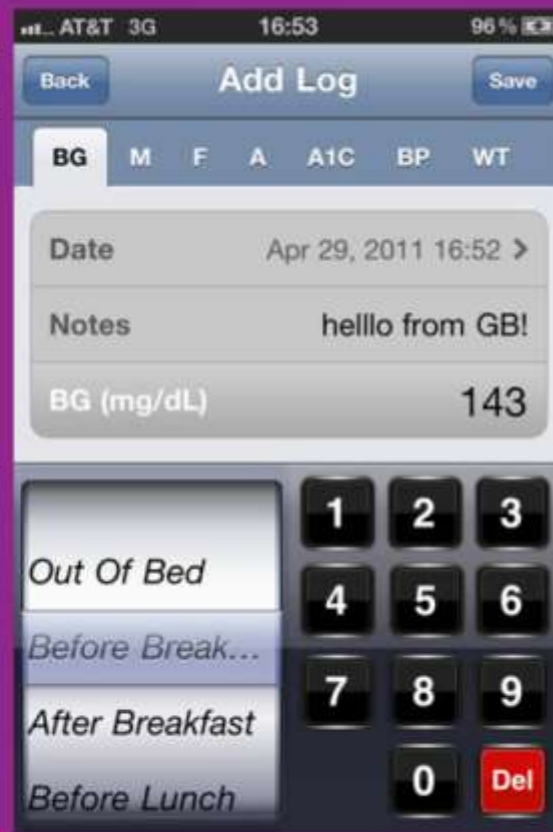 AT&T 3G 16:53 96%
Back Add Log Save
BG M F A A1C BP WT
Date Apr 29, 2011 16:52 >
Notes helllo from GB!
BG (mg/dL) 143
1 2 3
Out Of Bed
4 5 6
Before Break...
7 8 9
After Breakfast
0 Del
Before Lunch